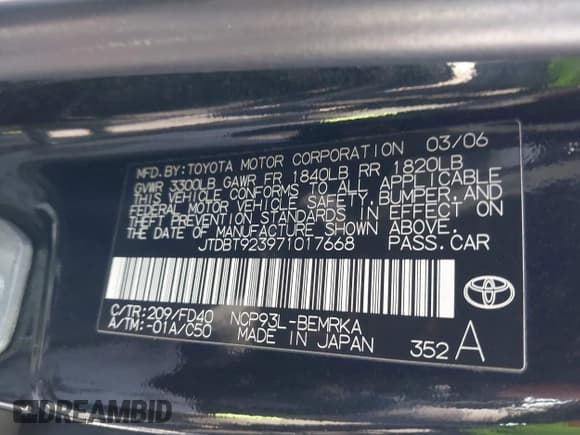 MFD.BY:TOYOTA MOTOR CORPORATION 03/06
GVWR 3300LB GAWR FR 1840LB RR 1820LB
THIS VEHICLE CONFORMS TO ALL APPLICABLE
FEDERAL MOTOR VEHICLE SAFETY,BUMPER,AND
THEFT PREVENTION STANDARDS IN EFFECT ON
THE DATE OF MANUFACTURE SHOWN ABOVE.
JTDBT923971017668 PASS.CAR
C/TR:209/FD40 NCP93L-BEMRKA
A/TM:-01A/C50 MADE IN JAPAN 352A
DREAMBID